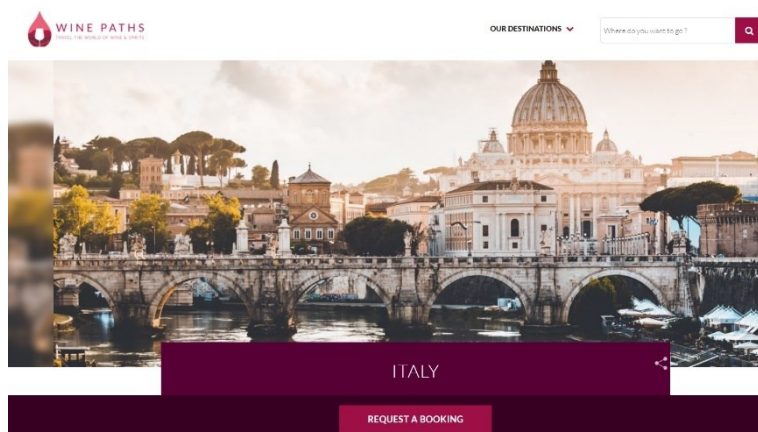 WINE PATHS
TRAVEL THE WORLD OF WINE & SPIRITS
OUR DESTINATIONS
Where do you want to go ?
ITALY
REQUEST A BOOKING